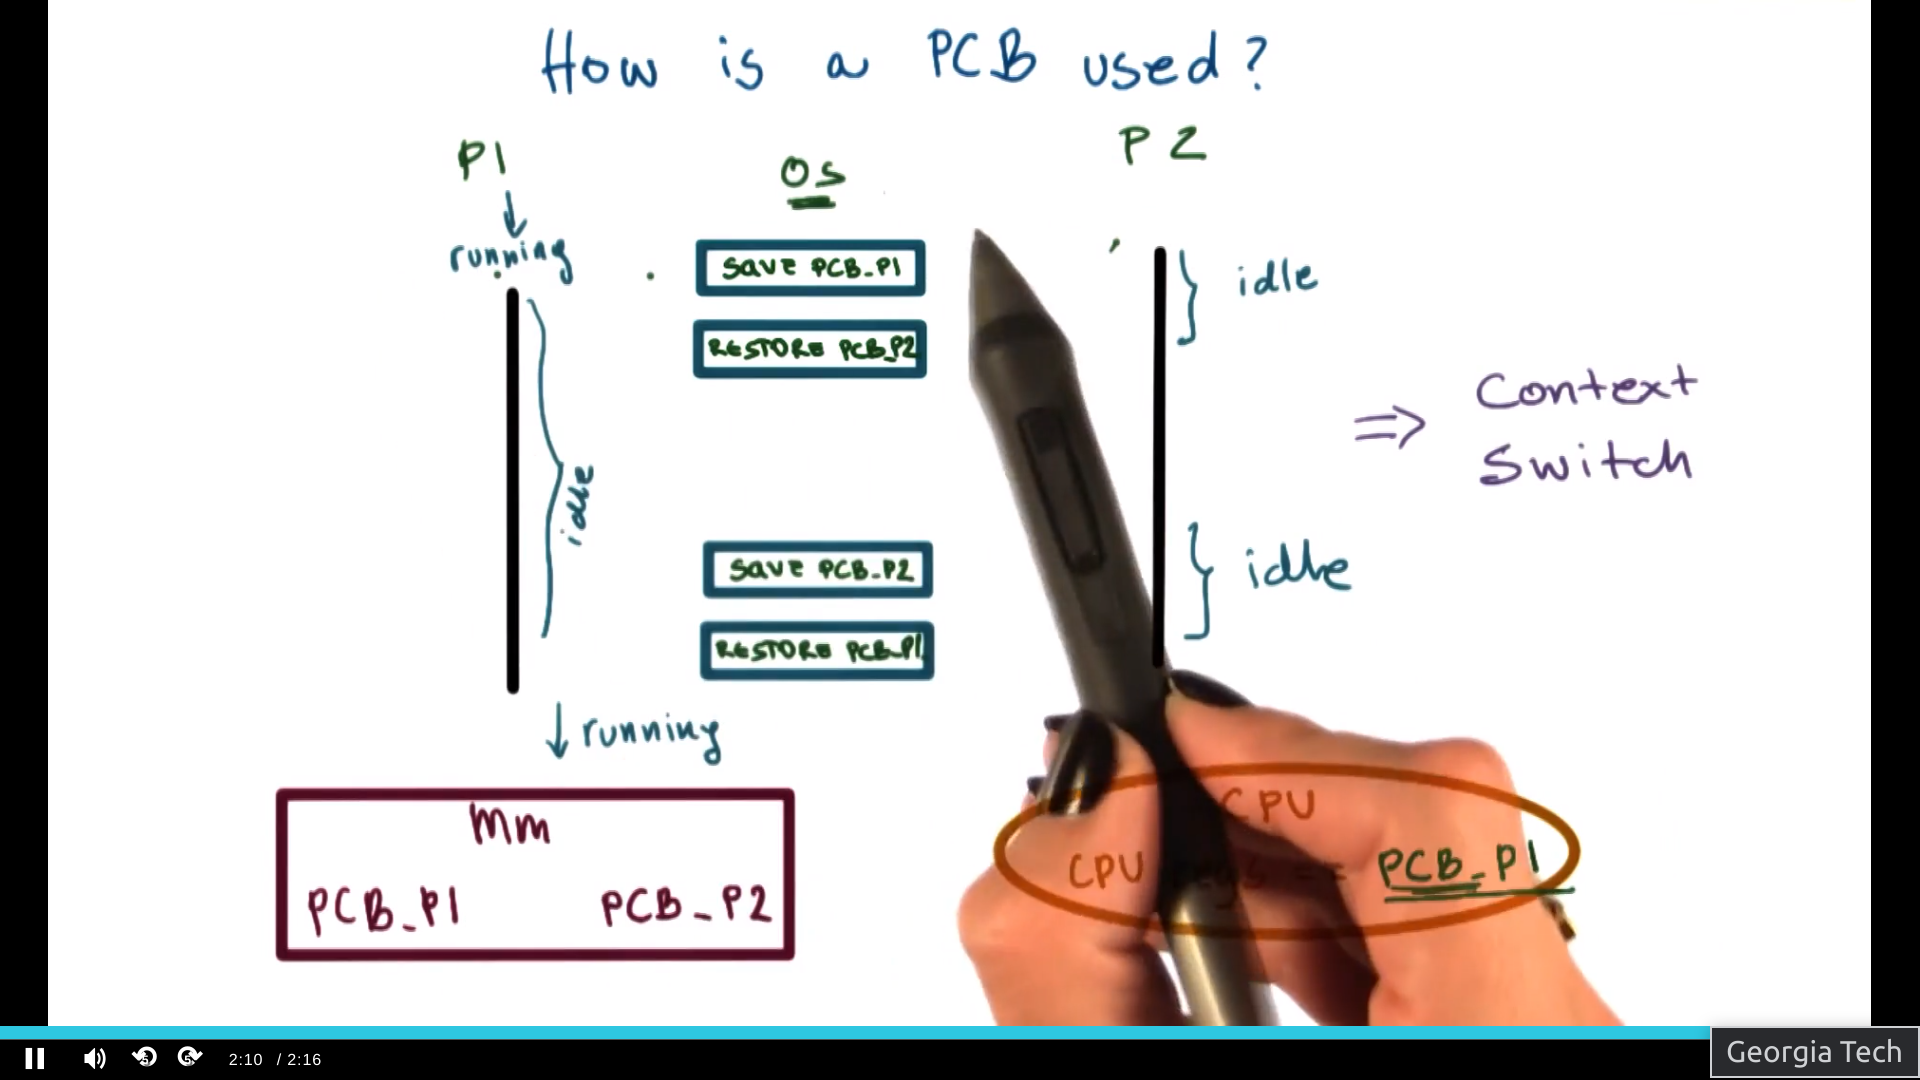 How is a PCB used?
P1
OS
P2
running
SAVE PCB_P1
idle
RESTORE PCB_P2
Context
Switch
idle
SAVE PCB_P2
idle
RESTORE PCB_P1
running
mm
PCB_P1 PCB_P2
CPU
CPU regs == PCB_P1
2:10 / 2:16
Georgia Tech